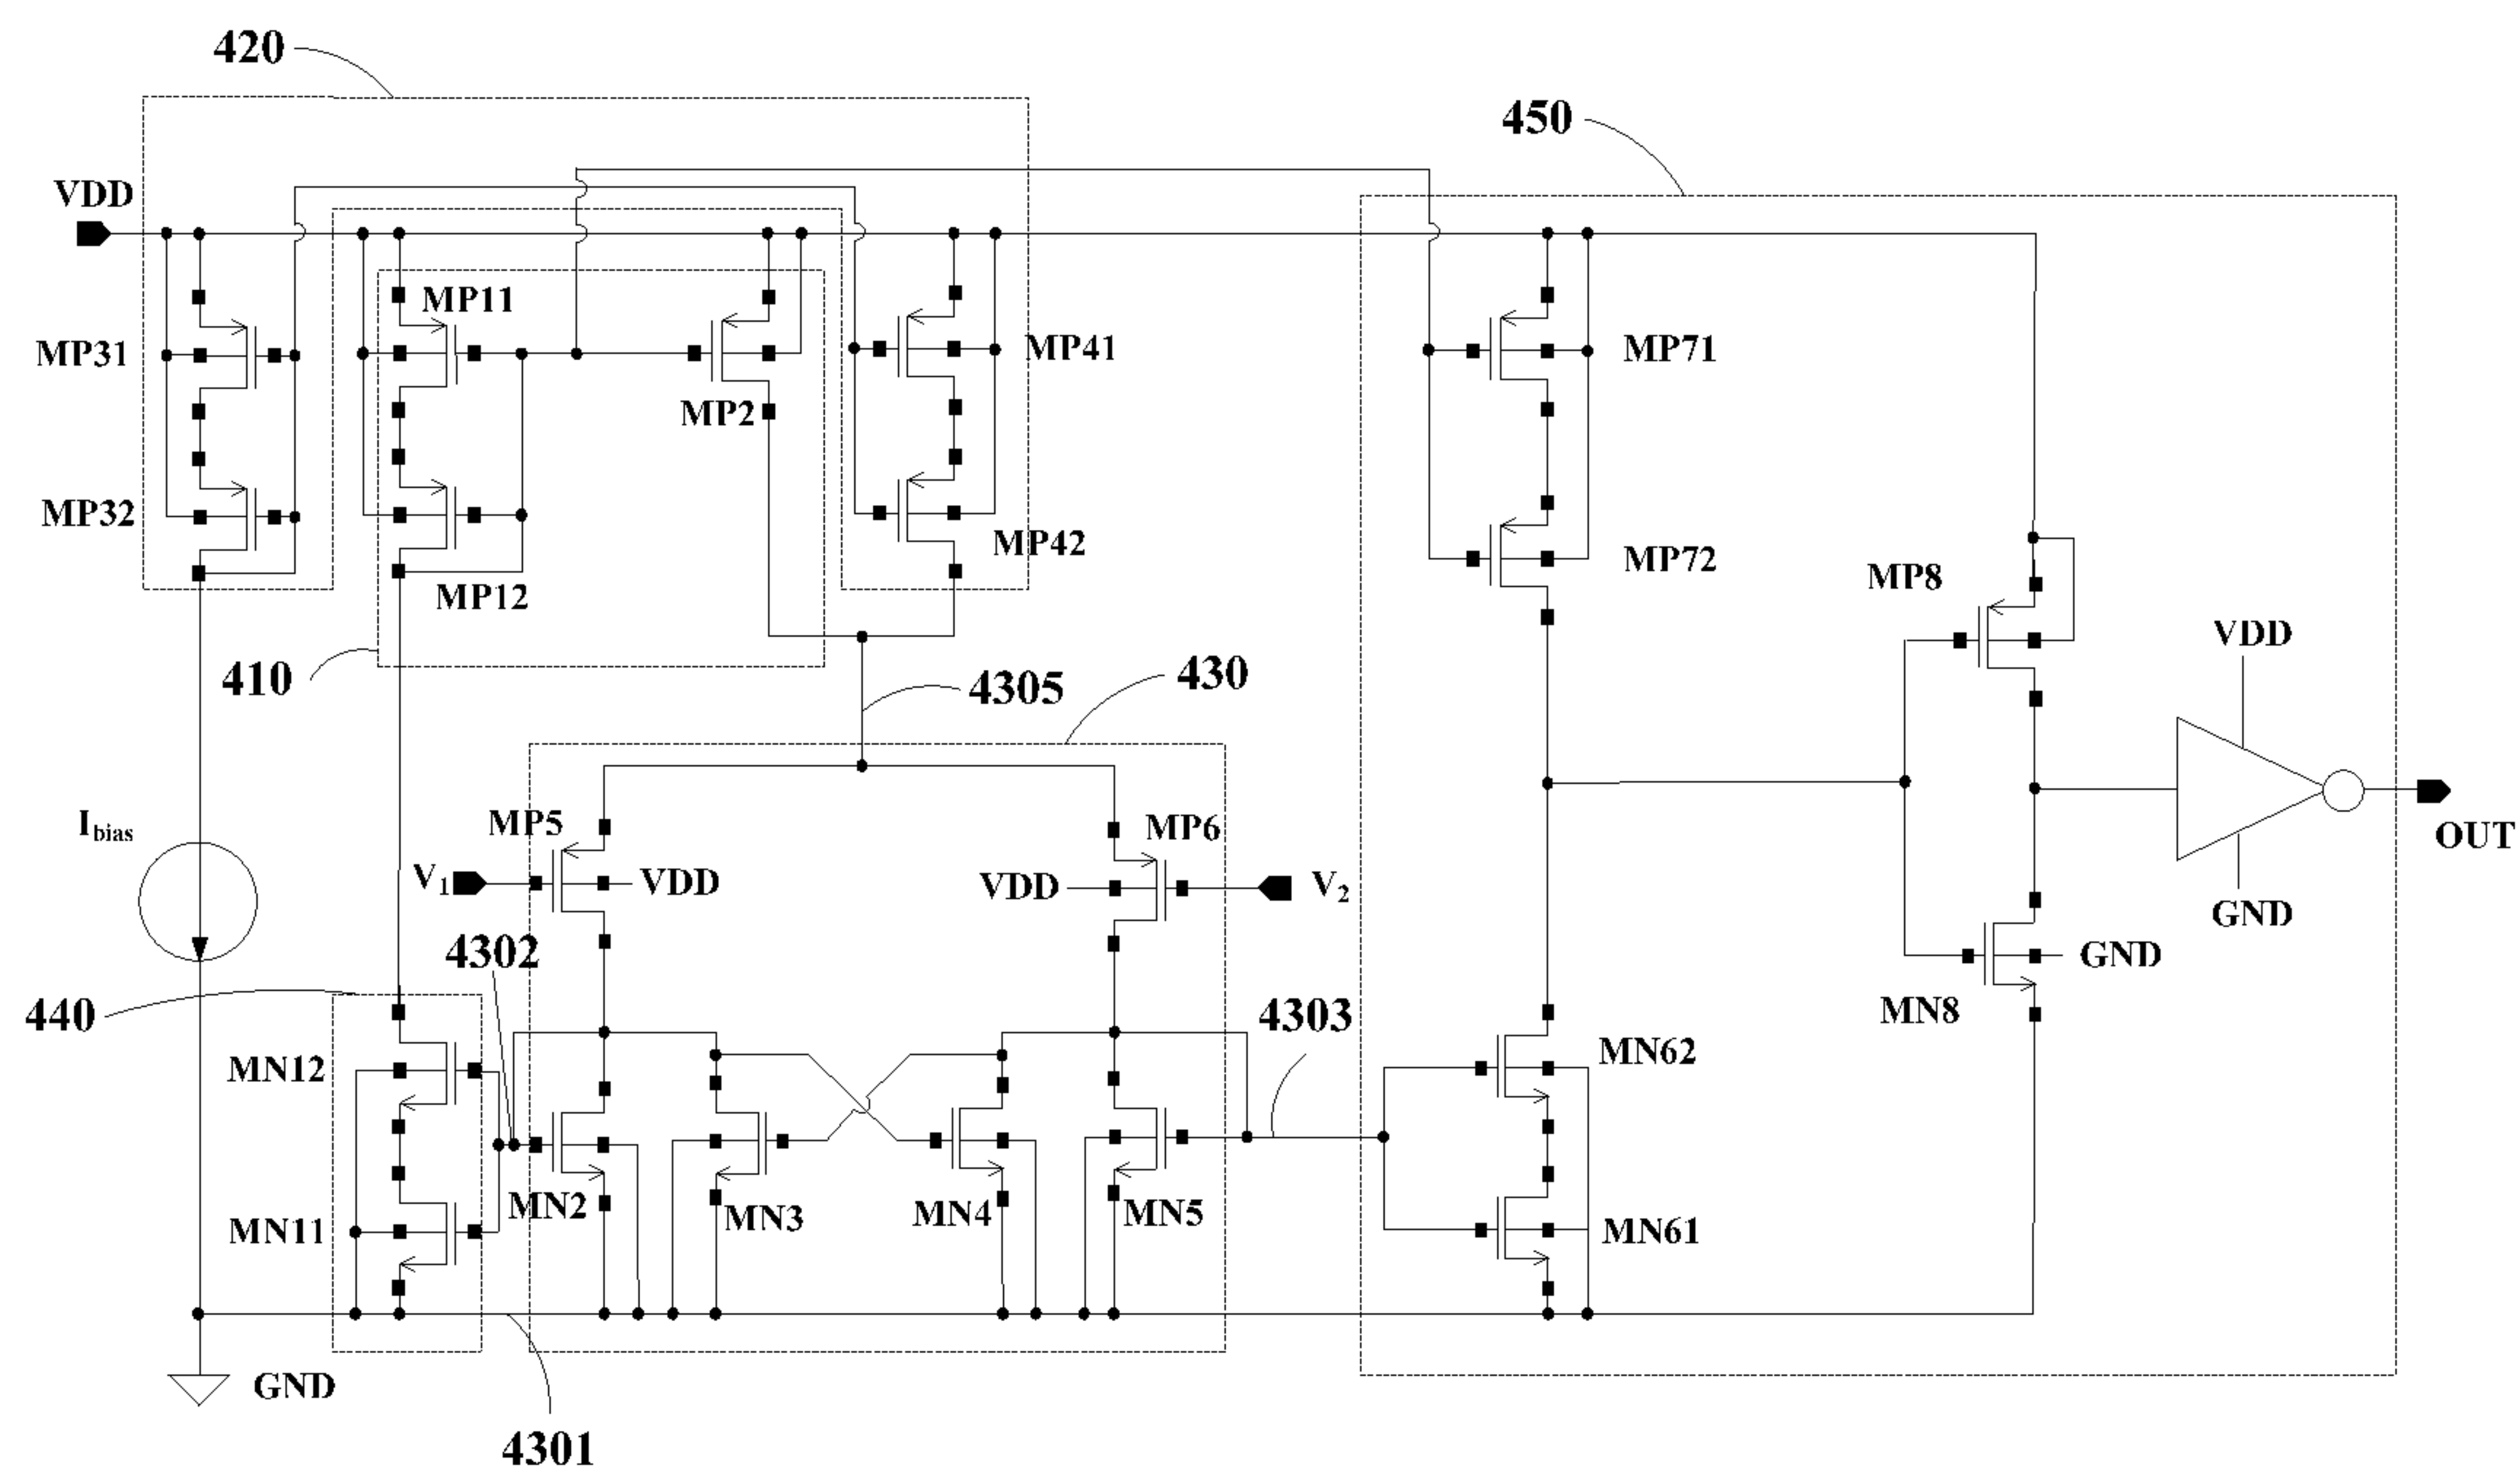 420
450
VDD
MP11
MP31
MP41
MP71
MP2
MP32
MP42
MP72
MP12
MP8
VDD
410
4305
430
I_bias
MP5
MP6
OUT
V₁
VDD
VDD
V₂
GND
4302
GND
440
4303
MN8
MN12
MN62
MN2
MN3
MN4
MN5
MN11
MN61
GND
4301